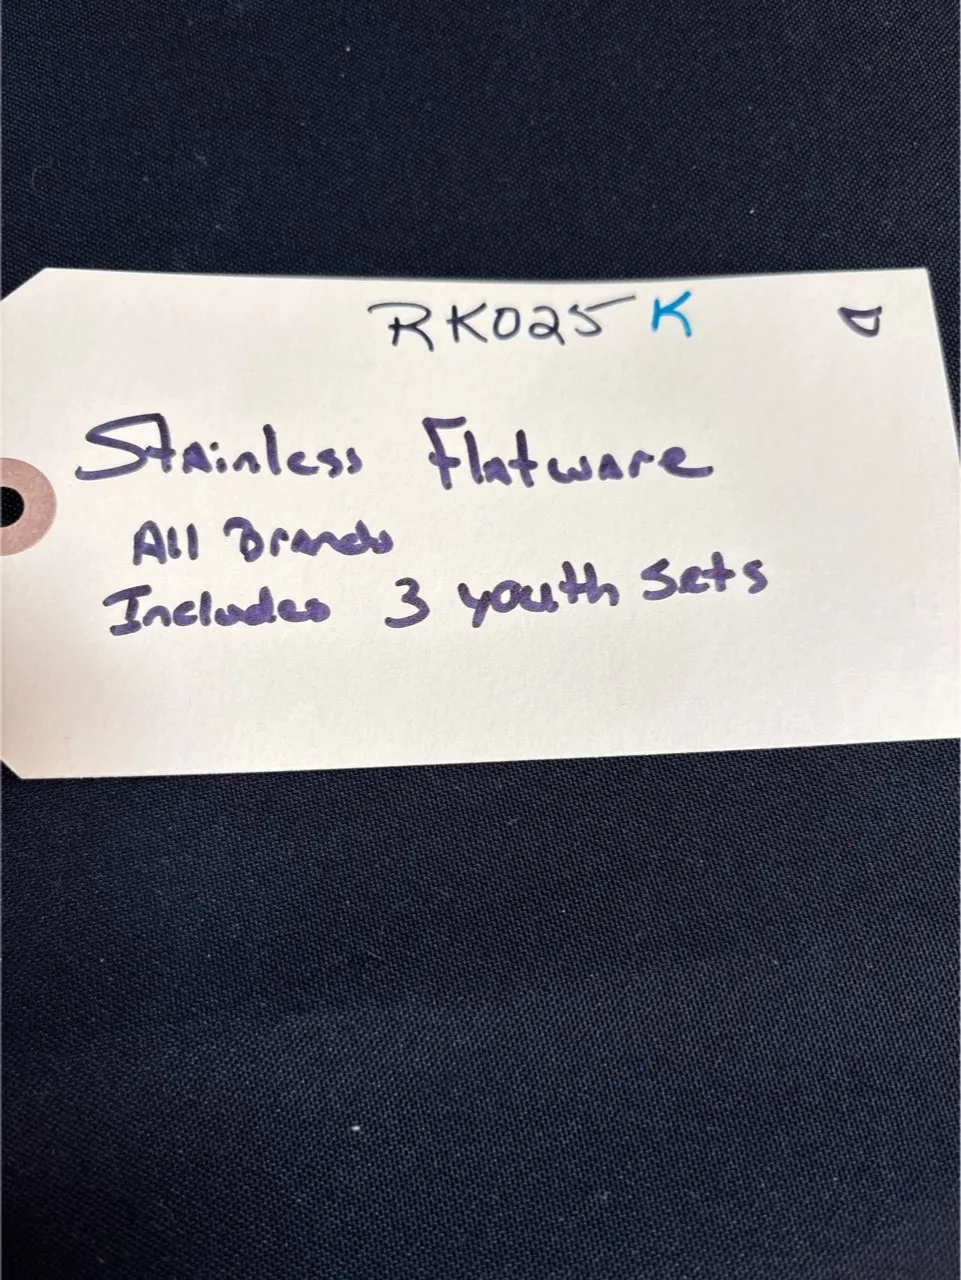 RK025 K D
Stainless Flatware
All Brands
Includes 3 youth sets